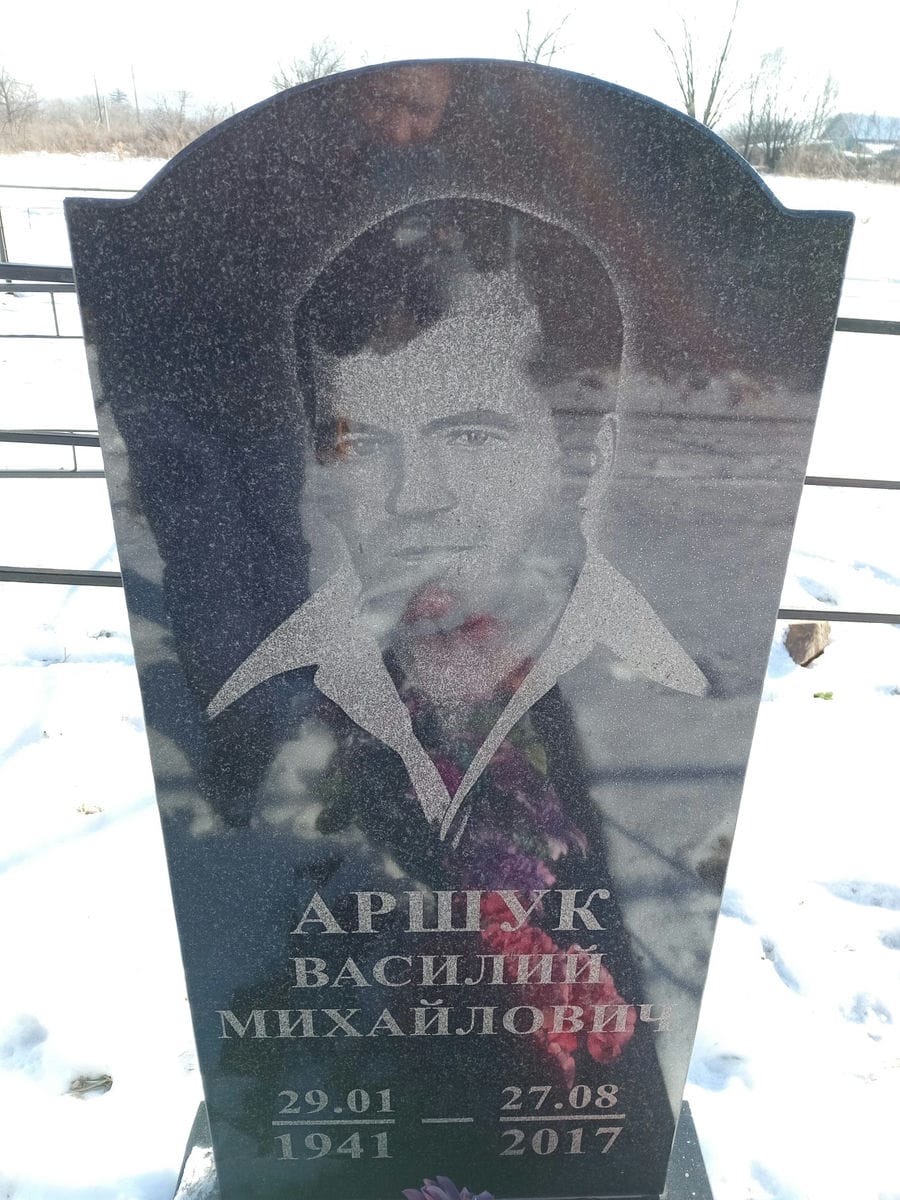 АРШУК
ВАСИЛИЙ
МИХАЙЛОВИЧ
29.01 — 27.08
1941 2017